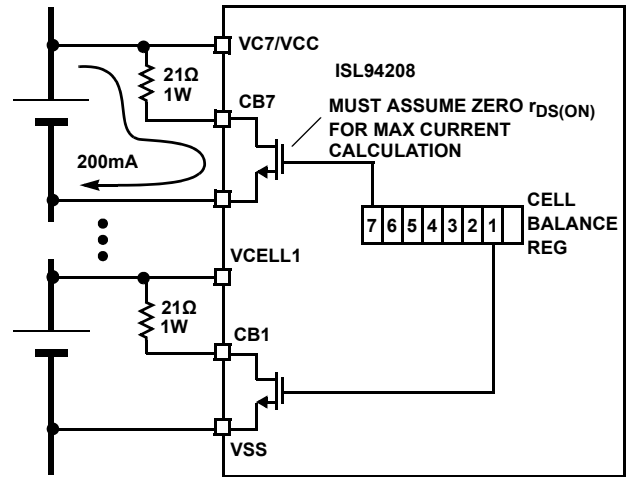 VC7/VCC
21Ω
1W
ISL94208
CB7
MUST ASSUME ZERO rDS(ON)
FOR MAX CURRENT
CALCULATION
200mA
7 6 5 4 3 2 1
CELL
BALANCE
REG
VCELL1
21Ω
1W
CB1
VSS